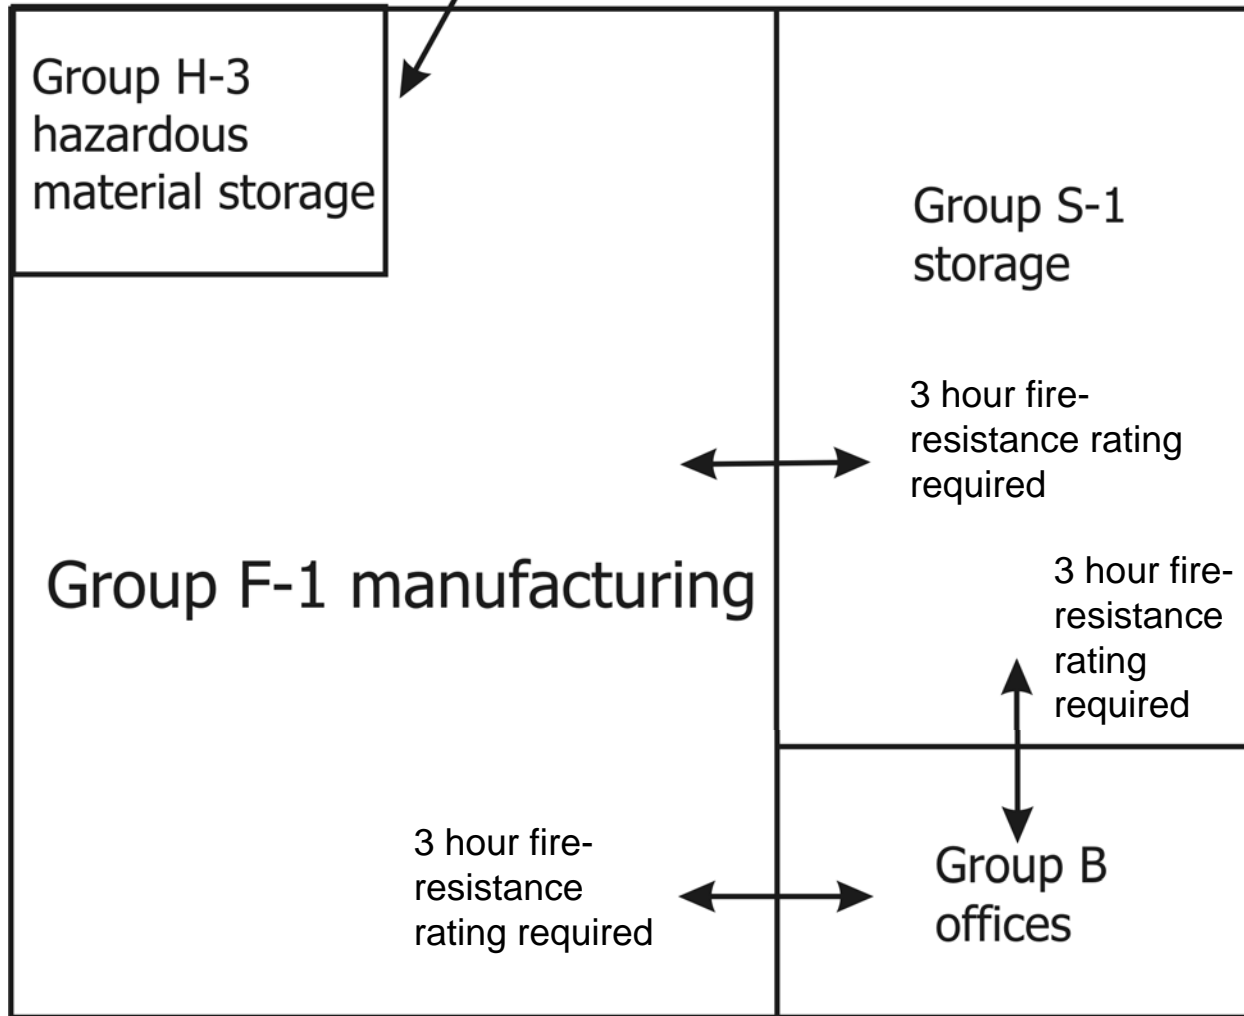 Group H-3
hazardous
material storage
Group S-1
storage
3 hour fire-
resistance rating
required
Group F-1 manufacturing
3 hour fire-
resistance
rating
required
3 hour fire-
resistance
rating required
Group B
offices